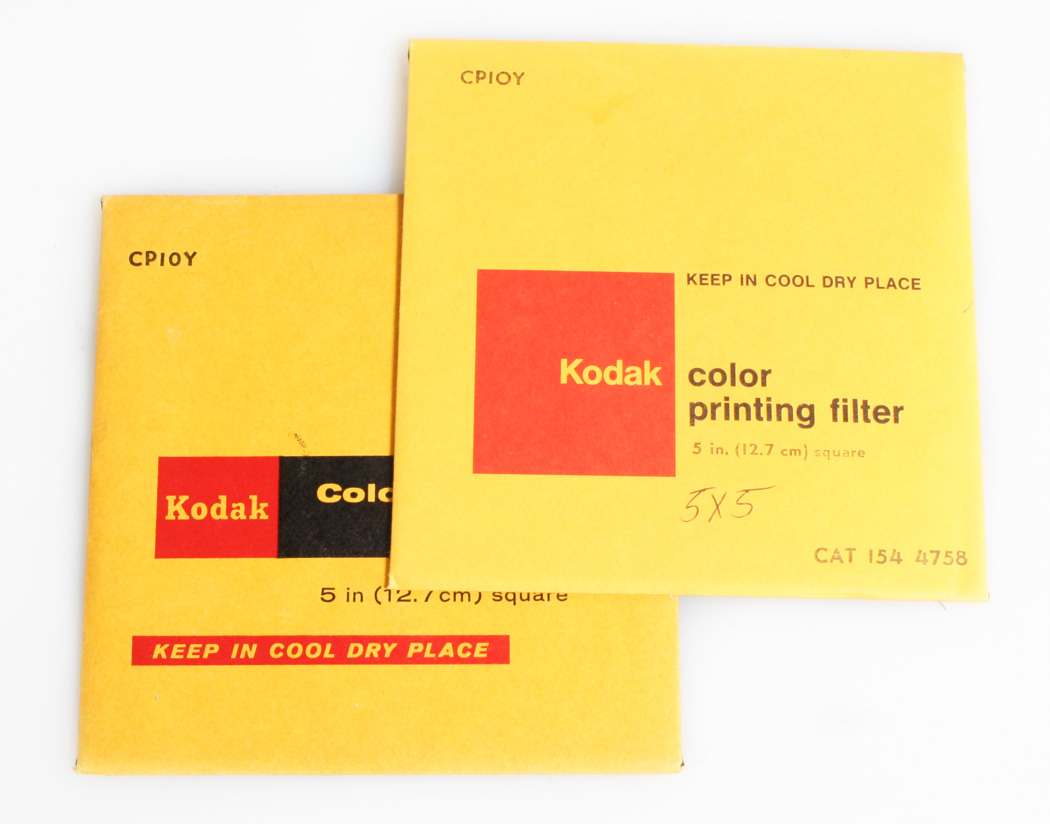 CP10Y
KEEP IN COOL DRY PLACE
Kodak color
printing filter
5 in. (12.7 cm) square
5X5
CAT 154 4758
CP10Y
Kodak Colo
5 in (12.7cm) square
KEEP IN COOL DRY PLACE